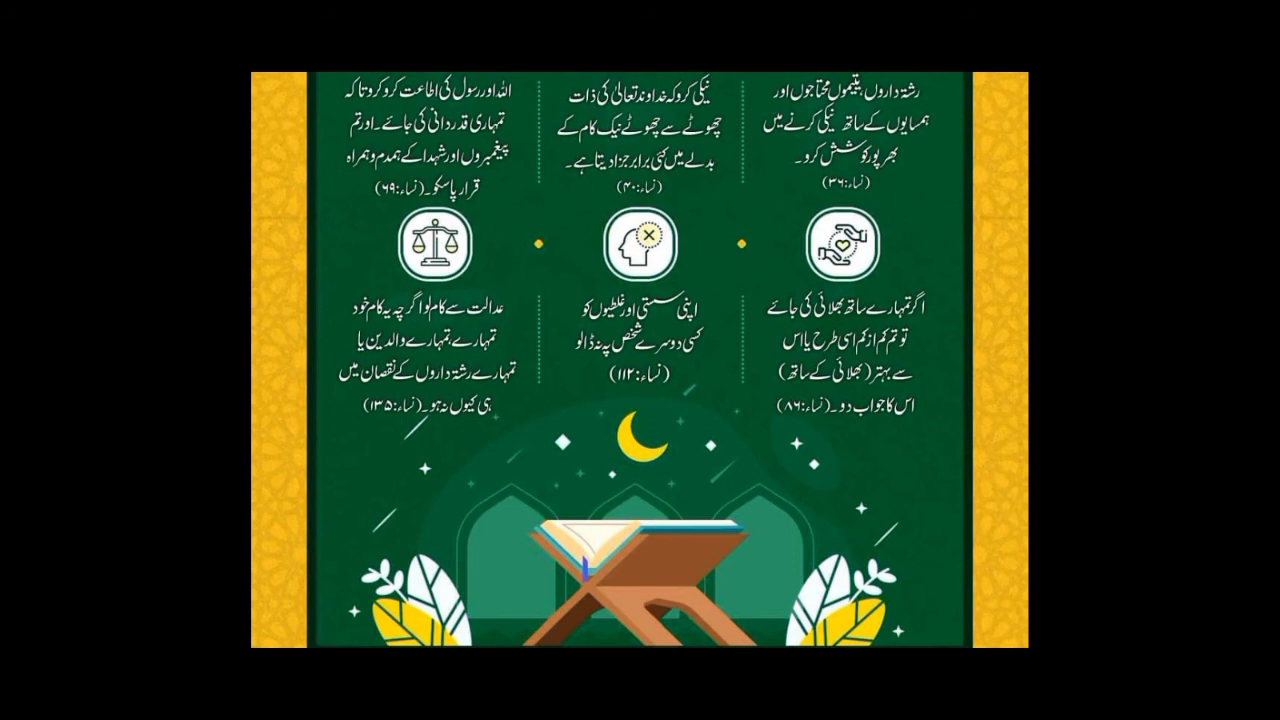 رشتہ داروں، یتیموں، محتاجوں اور
ہمسایوں کے ساتھ نیکی کرنے میں
بھرپور کوشش کرو۔
(نساء:۳۶)
نیکی کرو کہ خداوند تعالیٰ کی ذات
چھوٹے سے چھوٹے نیک کام کے
بدلے میں کئی برابر جزا دیتا ہے۔
(نساء:۴۰)
اللہ اور رسول کی اطاعت کرو کرو تا کہ
تمہاری قدردانی کی جائے۔ اور تم
پیغمبروں اور شہدا کے ہمدم و ہمراہ
قرار پا سکو۔ (نساء:۶۹)
اگر تمہارے ساتھ بھلائی کی جائے
تو تم کم از کم اسی طرح یا اس
سے بہتر (بھلائی کے ساتھ)
اس کا جواب دو۔ (نساء:۸۶)
اپنی سستی اور غلطیوں کو
کسی دوسرے شخص پہ نہ ڈالو
(نساء:۱۱۲)
عدالت سے کام لو اگرچہ یہ کام خود
تمہارے، تمہارے والدین یا
تمہارے رشتہ داروں کے نقصان میں
ہی کیوں نہ ہو۔ (نساء:۱۳۵)